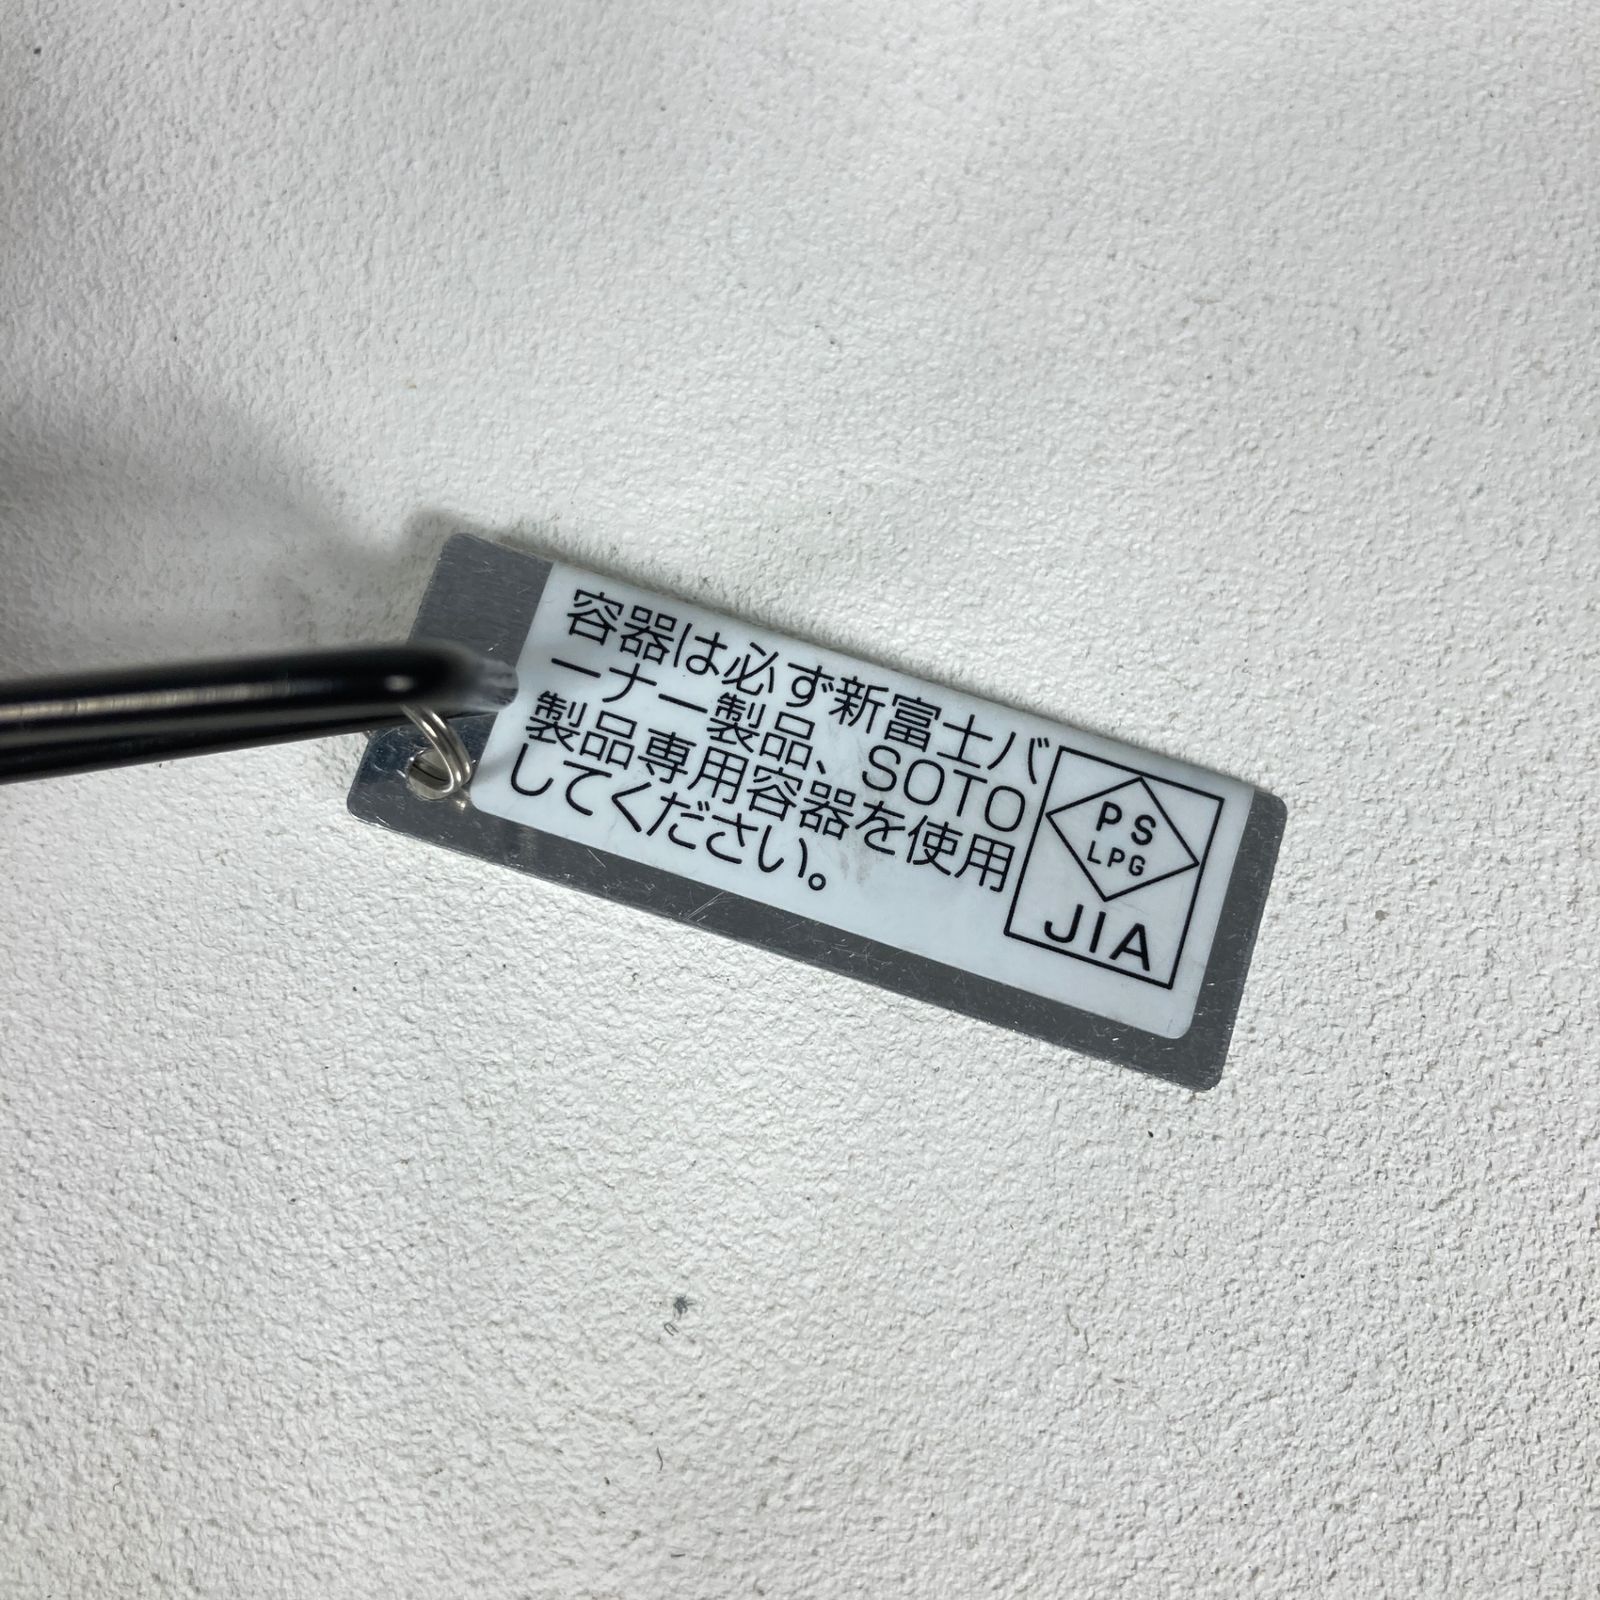 容器は必ず新富士バ
ーナー製品、SOTO
製品専用容器を使用
してください。
PS
LPG
JIA